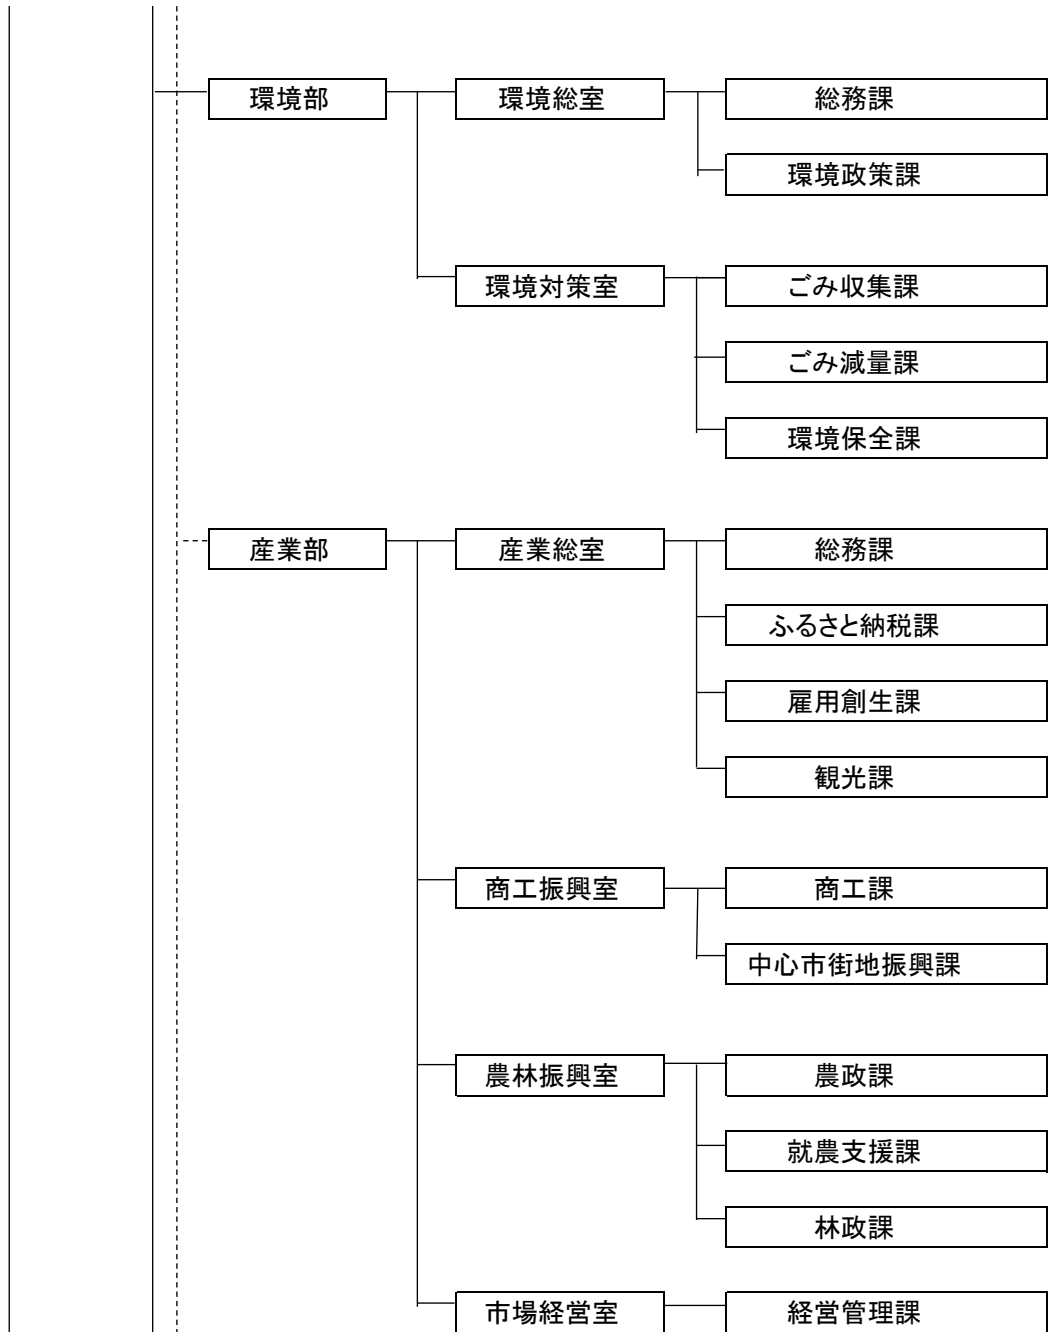 環境部
環境総室
総務課
環境政策課
環境対策室
ごみ収集課
ごみ減量課
環境保全課
産業部
産業総室
総務課
ふるさと納税課
雇用創生課
観光課
商工振興室
商工課
中心市街地振興課
農林振興室
農政課
就農支援課
林政課
市場経営室
経営管理課